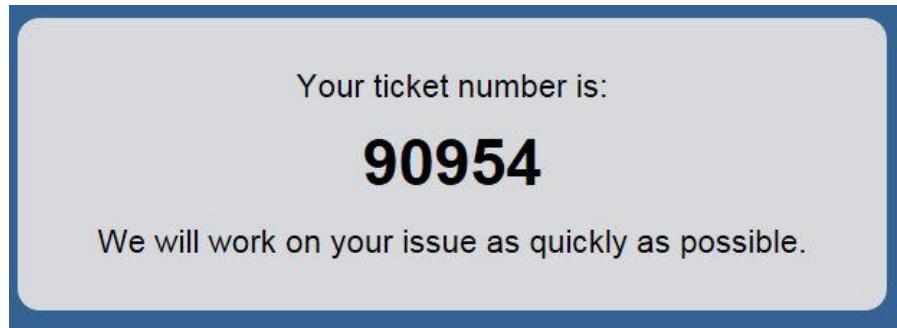 Your ticket number is:
90954
We will work on your issue as quickly as possible.